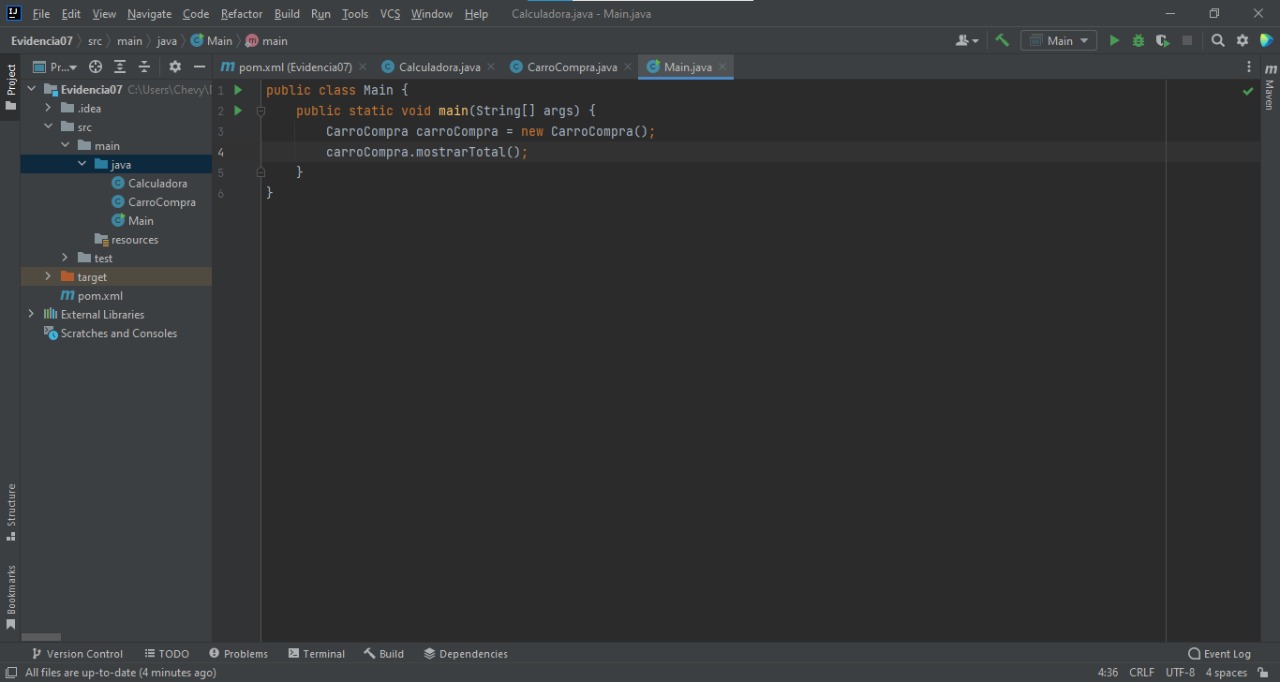 File Edit View Navigate Code Refactor Build Run Tools VCS Window Help Calculadora.java - Main.java
Evidencia07 src main java Main main Main
Project
Pr... pom.xml (Evidencia07) Calculadora.java CarroCompra.java Main.java
Maven
Evidencia07 C:\Users\Chevy\
.idea
src
main
java
Calculadora
CarroCompra
Main
resources
test
target
pom.xml
External Libraries
Scratches and Consoles
1 public class Main {
2 public static void main(String[] args) {
3 CarroCompra carroCompra = new CarroCompra();
4 carroCompra.mostrarTotal();
5 }
6 }
Structure
Bookmarks
Version Control TODO Problems Terminal Build Dependencies Event Log
All files are up-to-date (4 minutes ago) 4:36 CRLF UTF-8 4 spaces